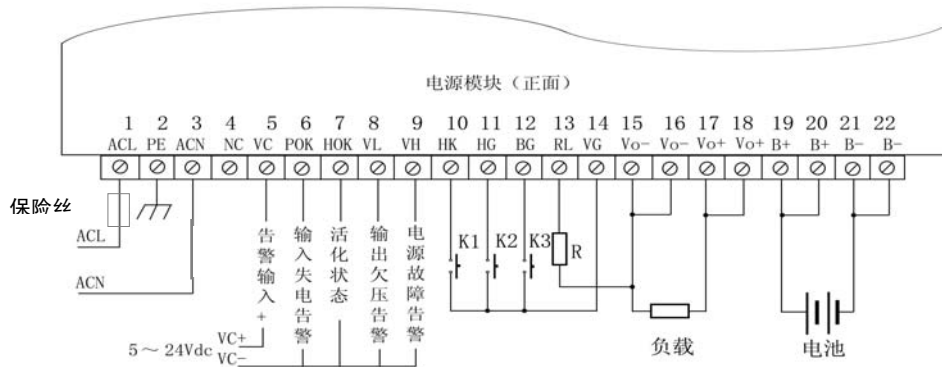 电源模块（正面）
1 2 3 4 5 6 7 8 9 10 11 12 13 14 15 16 17 18 19 20 21 22
ACL PE ACN NC VC POK HOK VL VH HK HG BG RL VG Vo- Vo- Vo+ Vo+ B+ B+ B- B-
保险丝
ACL
ACN
告警输入+
输入失电告警
活化状态
输出欠压告警
电源故障告警
K1 K2 K3 R
5～24Vdc
VC+
VC-
负载
电池